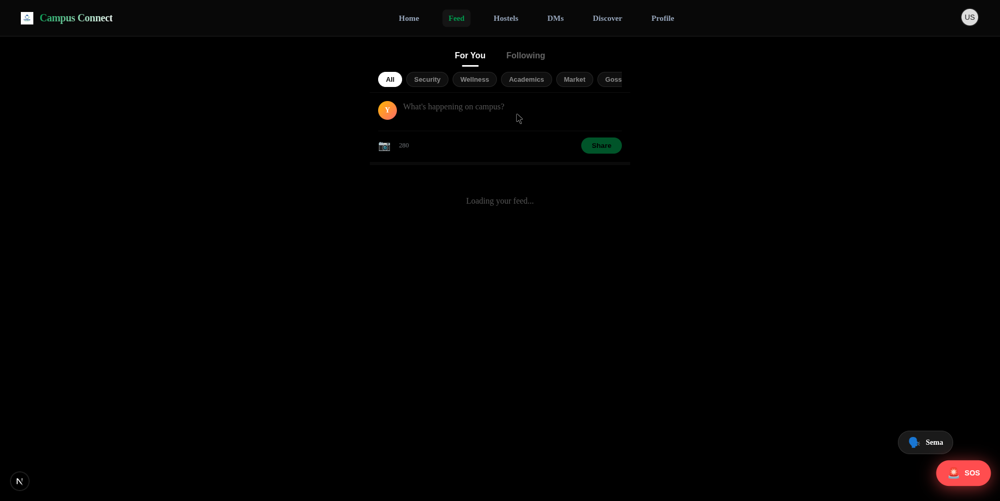 Campus Connect
Home
Feed
Hostels
DMs
Discover
Profile
US
For You
Following
All
Security
Wellness
Academics
Market
Goss
Y
What's happening on campus?
280
Share
Loading your feed...
Sema
SOS
N